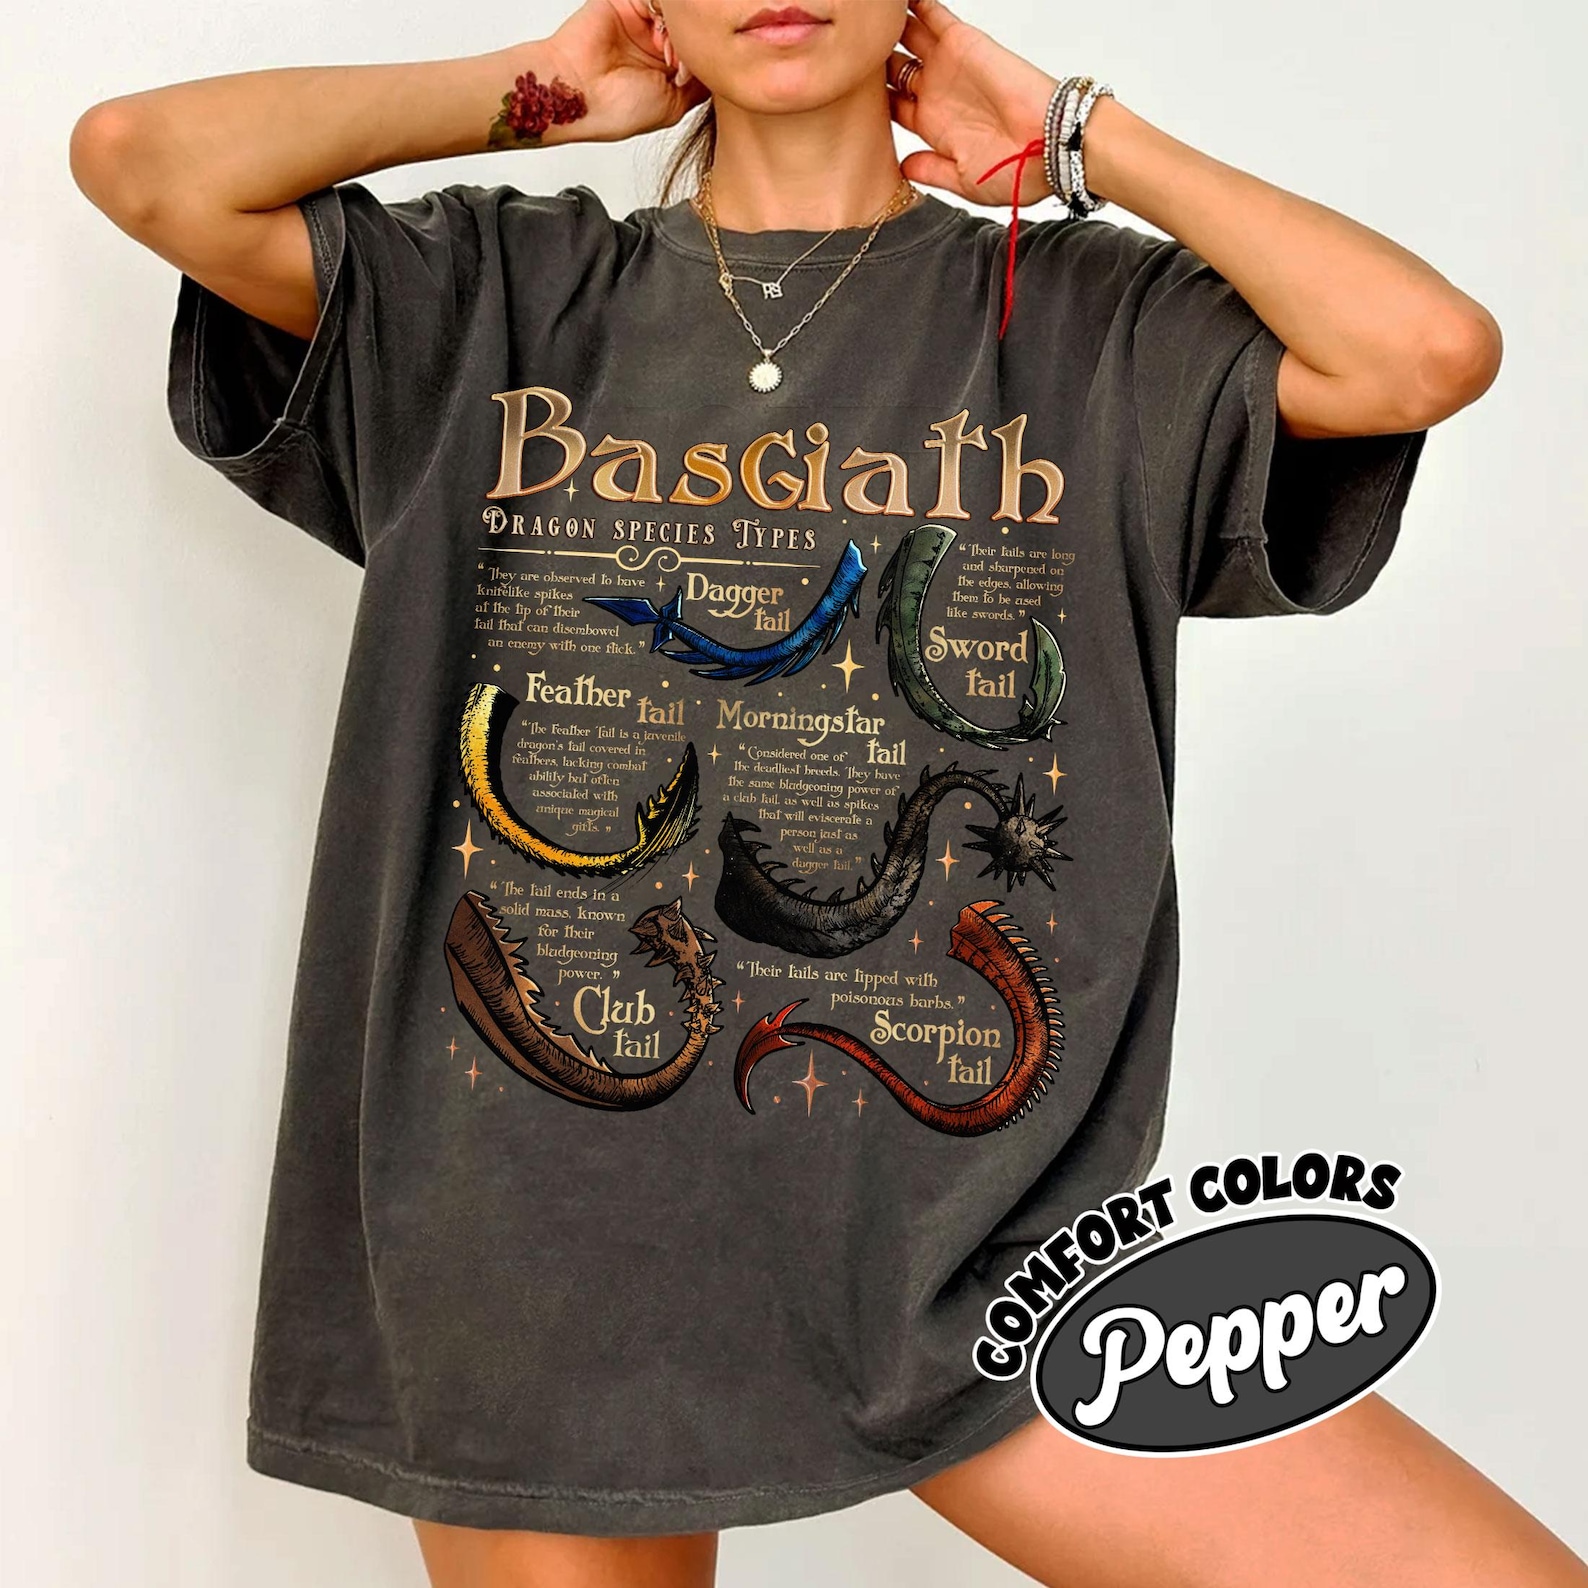 Basgiath
Dragon species Types
“They are observed to have
knifelike spikes
at the tip of their
tail that can disembowel
an enemy with one flick.”
Dagger
tail
“Their tails are long
and sharpened on
the edges, allowing
them to be used
like swords.”
Sword
tail
Feather
tail
“The Feather Tail is a juvenile
dragon's tail covered in
feathers, lacking combat
ability but often
associated with
unique magical
gifts. ”
Morningstar
tail
“Considered one of
the deadliest breeds. They have
the same bludgeoning power of
a club tail, as well as spikes
that will eviscerate a
person just as
well as a
dagger tail.”
“The tail ends in a
solid mass, known
for their
bludgeoning
power. ”
Club
tail
“Their tails are tipped with
poisonous barbs.”
Scorpion
tail
COMFORT COLORS
Pepper